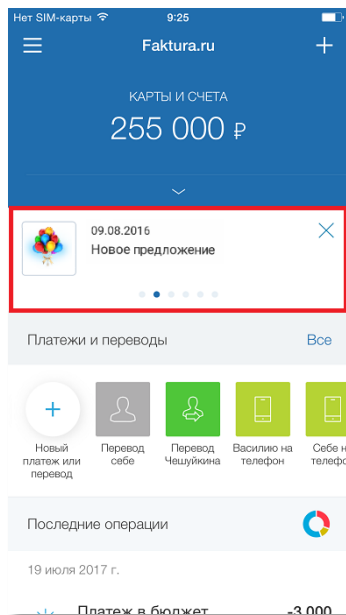 Нет SIM-карты 9:25
Faktura.ru
КАРТЫ И СЧЕТА
255 000 ₽
09.08.2016
Новое предложение
Платежи и переводы Все
Новый
платеж или
перевод
Перевод
себе
Перевод
Чешуйкина
Василию на
телефон
Себе н
телефо
Последние операции
19 июля 2017 г.
Платеж в бюджет -3 000